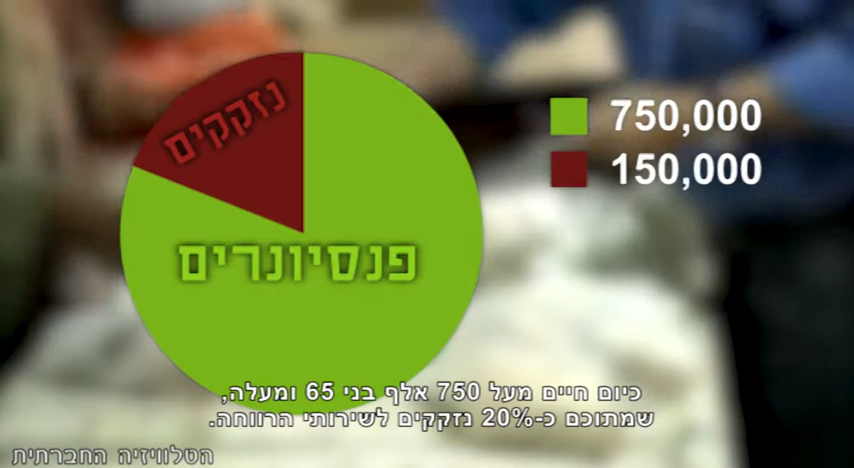 נזקקים
פנסיונרים
750,000
150,000
כיום חיים מעל 750 אלף בני 65 ומעלה,
שמתוכם כ-20% נזקקים לשירותי הרווחה.
הטלוויזיה החברתית